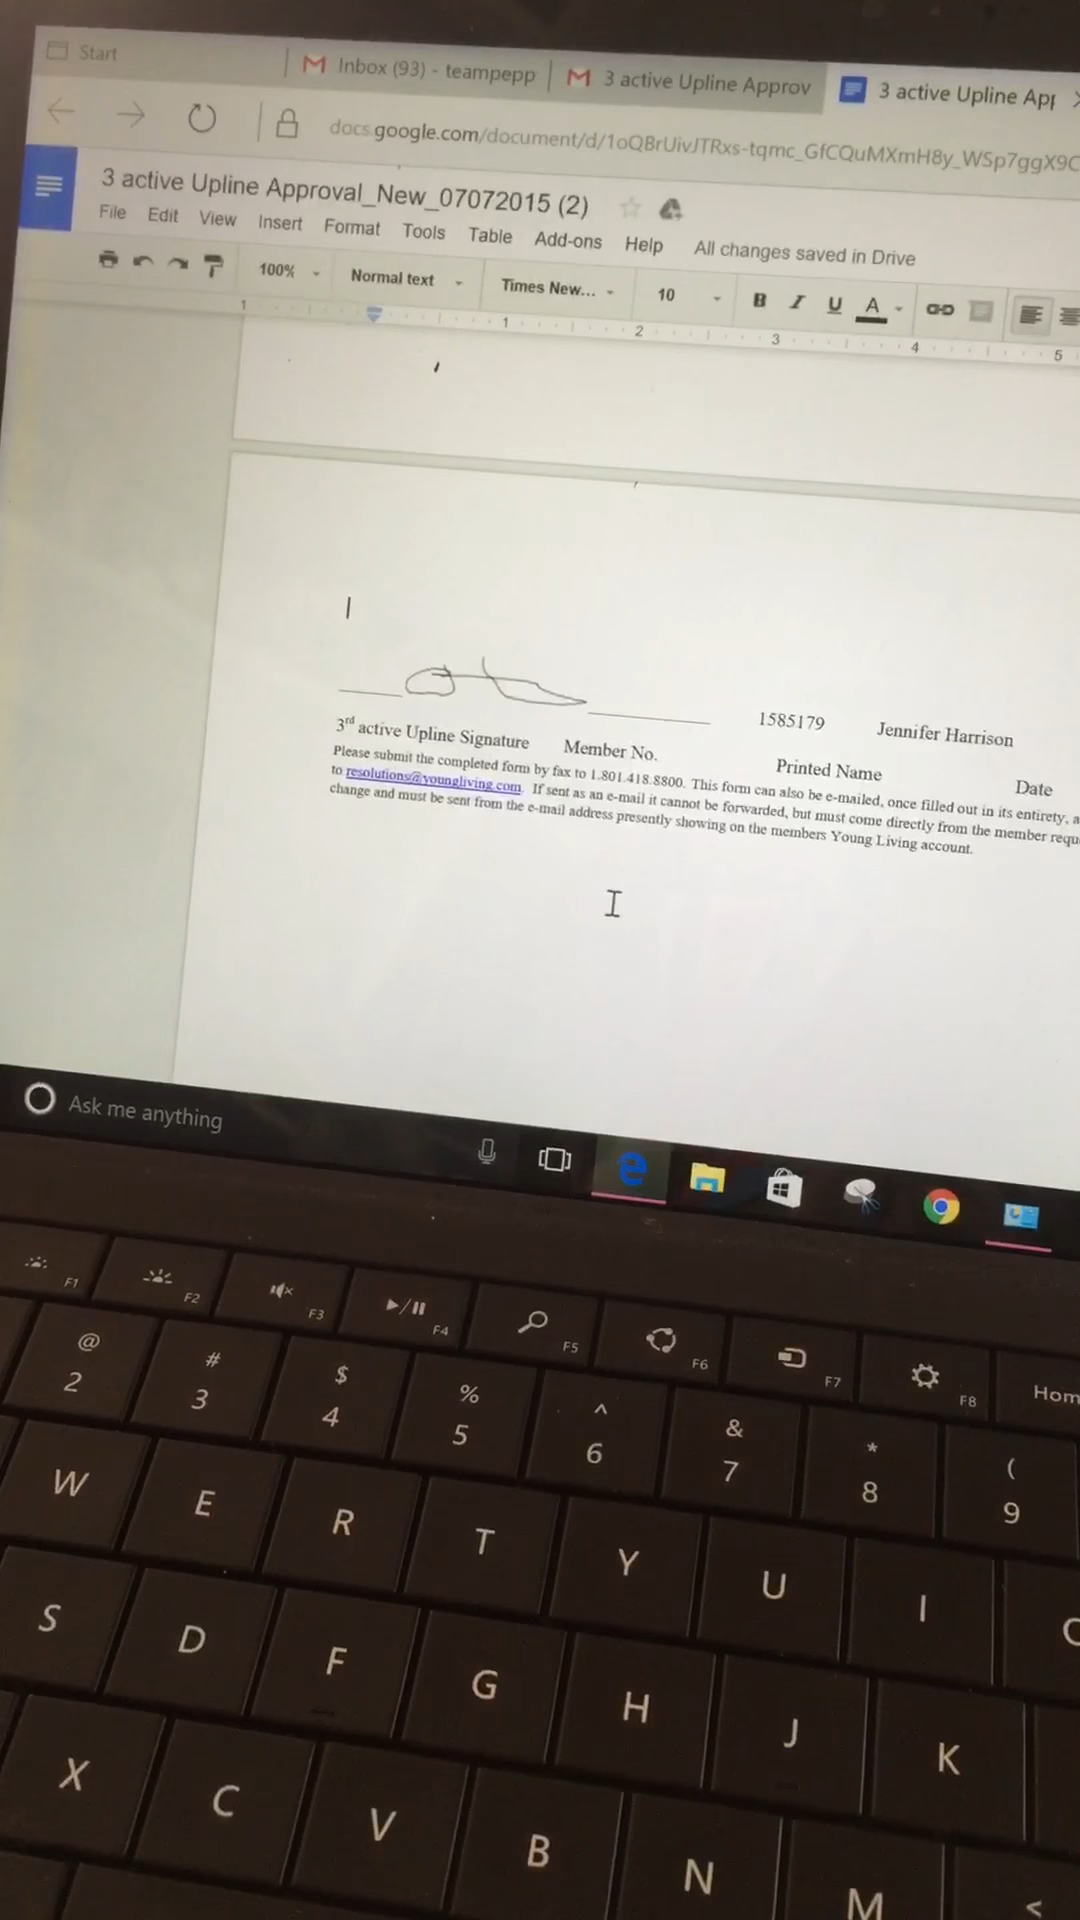 Start
Inbox (93) - teampepp
3 active Upline Approv
3 active Upline App
docs.google.com/document/d/1oQBrUivJTRxs-tqmc_GfCQuMXmH8y_WSp7ggX9C
3 active Upline Approval_New_07072015 (2)
File Edit View Insert Format Tools Table Add-ons Help All changes saved in Drive
100% Normal text Times New... 10 B I U A
1 1 2 3 4 5
1585179 Jennifer Harrison
3rd active Upline Signature Member No. Printed Name Date
Please submit the completed form by fax to 1.801.418.8800. This form can also be e-mailed, once filled out in its entirety, a
to resolutions@youngliving.com. If sent as an e-mail it cannot be forwarded, but must come directly from the member requ
change and must be sent from the e-mail address presently showing on the members Young Living account.
Ask me anything
F1 F2 F3 F4 F5 F6 F7 F8 Hom
@ # $ % ^ & * (
2 3 4 5 6 7 8 9
W E R T Y U I
S D F G H J K
X C V B N M <